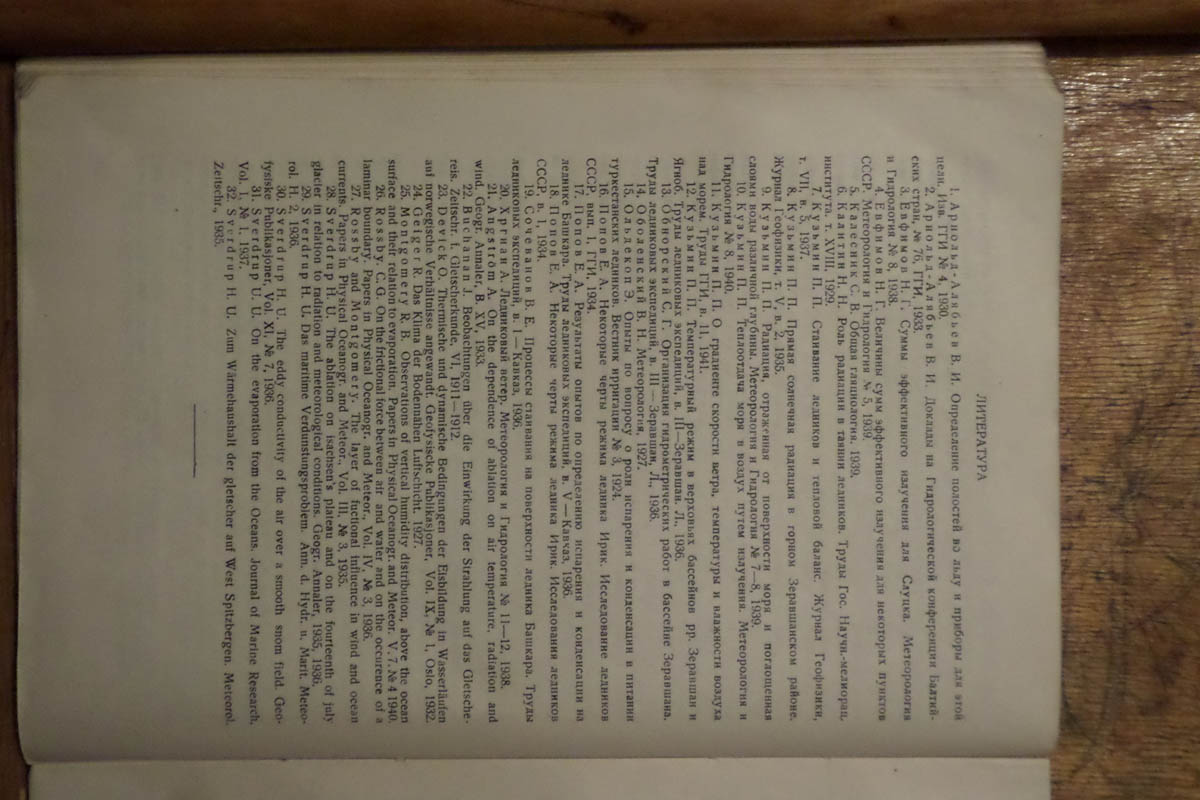 ЛИТЕРАТУРА
1. Арнольд-Алябьев В. И. Определение полостей во льду и приборы для этой
цели. Изв. ГГИ № 4, 1930.
2. Арнольд-Алябьев В. И. Доклады на Гидрологической конференции Балтий-
ских стран, № 76, ГГИ, 1933.
3. Евфимов Н. Г. Суммы эффективного излучения для Слуцка. Метеорология
и Гидрология № 8, 1938.
4. Евфимов Н. Г. Величины сумм эффективного излучения для некоторых пунктов
СССР. Метеорология и Гидрология № 5, 1939.
5. Калесник С. В. Общая гляциология. 1939.
6. Калитин Н. Н. Роль радиации в таянии ледников. Труды Гос. Научн.-мелиорац.
института. т. XVIII, 1929.
7. Кузьмин П. П. Стаивание ледников и тепловой баланс. Журнал Геофизики,
т. VII, в. 5, 1937.
8. Кузьмин П. П. Прямая солнечная радиация в горном Зеравшанском районе.
Журнал Геофизики, т. V, в. 2, 1935.
9. Кузьмин П. П. Радиация, отраженная от поверхности моря и поглощенная
слоями воды различной глубины. Метеорология и Гидрология № 7—8, 1939.
10. Кузьмин П. П. Теплоотдача моря в воздух путем излучения. Метеорология и
Гидрология № 8, 1940.
11. Кузьмин П. П. О градиенте скорости ветра, температуры и влажности воздуха
над морем. Труды ГГИ, в. 11, 1941.
12. Кузьмин П. П. Температурный режим в верховьях бассейнов рр. Зеравшан и
Ягноб. Труды ледниковых экспедиций, в. III—Зеравшан. Л., 1936.
13. Оборский С. Г. Организация гидрометрических работ в бассейне Зеравшана.
Труды ледниковых экспедиций, в. III — Зеравшан, Л., 1936.
14. Оболенский В. Н. Метеорология, 1927.
15. Ольдекоп Э. Опыты по вопросу о роли испарения и конденсации в питании
туркестанских ледников. Вестник ирригации № 3, 1924.
16. Попов Е. А. Некоторые черты режима ледника Ирик. Исследование ледников
СССР, вып. I, ГГИ, 1934.
17. Попов Е. А. Результаты опытов по определению испарения и конденсации на
леднике Башкара. Труды ледниковых экспедиций, в. V — Кавказ, 1936.
18. Попов Е. А. Некоторые черты режима ледника Ирик. Исследования ледников
СССР, в. I, 1934.
19. Сочеванов В. Е. Процессы стаивания на поверхности ледника Башкара. Труды
ледниковых экспедиций, в. — Кавказ, 1936.
20. Хргиан А. Ледниковый ветер. Метеорология и Гидрология № 11—12, 1938.
21. Angström A. On the dependence of ablation on air temperature, radiation and
wind. Geogr. Annaler, B. XV, 1933.
22. Buchanan J. Beobachtungen über die Einwirkung der Strahlung auf das Gletsche-
reis. Zeitschr. f. Gletscherkunde, VI, 1911—1912.
23. Devick O. Thermische und dynamische Bedingungen der Eisbildung in Wasserläufen
auf norwegische Verhältnisse angewandt. Geofysiscke Publikasjoner, Vol. IX, № 1, Oslo, 1932.
24. Geiger R. Das Klima der Bodennahen Luftschicht. 1927.
25. Montgomery R. B. Observations of vertical humidity distribution, above the ocean
surface and their relation to evaporation. Papers in Physical Oceanogr. and Meteor. V. 7, № 4 1940.
26. Rossby. C. G. On the frictional force between air and water and on the occurence of a
laminar boundary. Papers in Physical Oceanogr. and Meteor., Vol. IV, № 3, 1936.
27. Rossby and Montgomery. The layer of fuctional influence in wind and ocean
currents. Papers in Physical Oceanogr. and Meteor., Vol. III, № 3, 1935.
28. Sverdrup H. U. The ablation on isachsen's plateau and on the fourteenth of july
glacier in relation to radiation and meteorological conditions. Geogr. Annaler, 1935, 1936.
29. Sverdrup H. U. Das maritime Verdunstungsproblem. Ann. d. Hydr. u. Marit. Meteo-
rol. H. 2, 1936.
30. Sverdrup H. U. The eddy conductivity of the air over a smooth snom field. Geo-
fysiske Publikasjoner, Vol. XI, № 7, 1936.
31. Sverdrup U. U. On the evaporation from the Oceans. Journal of Marine Research,
Vol. I, № 1, 1937.
32. Sverdrup H U. Zum Wärmehaushalt der gletscher auf West Spitzbergen. Meteorol.
Zeitschr., 1935.